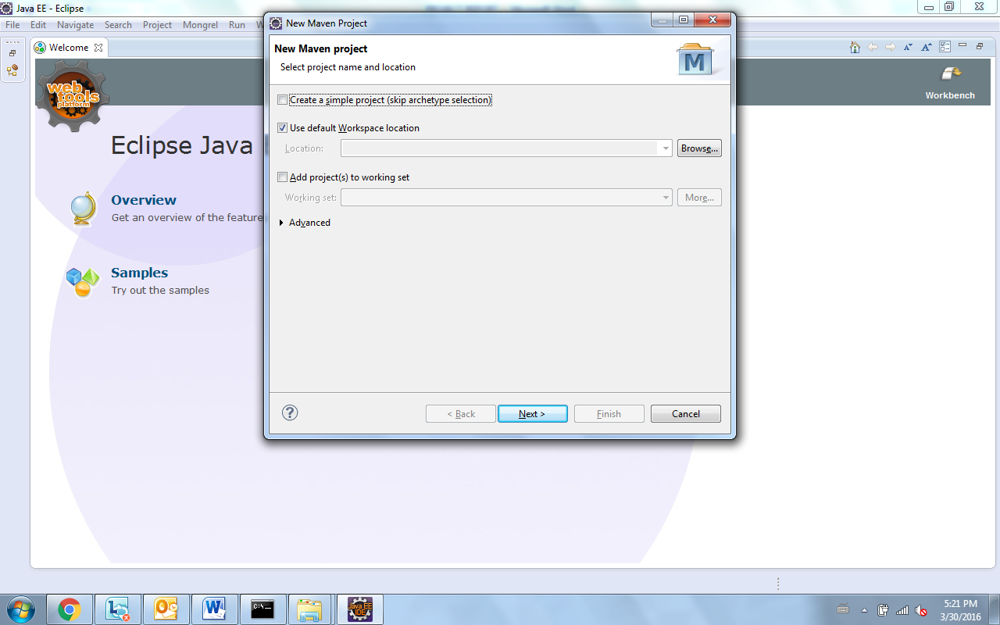 Java EE - Eclipse
File Edit Navigate Search Project Mongrel Run
Welcome
web
tools
platform
Workbench
Eclipse Java
Overview
Get an overview of the feature
Samples
Try out the samples
New Maven Project
New Maven project
Select project name and location
M
Create a simple project (skip archetype selection)
Use default Workspace location
Location:
Browse...
Add project(s) to working set
Working set:
More...
Advanced
?
< Back
Next >
Finish
Cancel
C:\._
Java EE
IDE
5:21 PM
3/30/2016